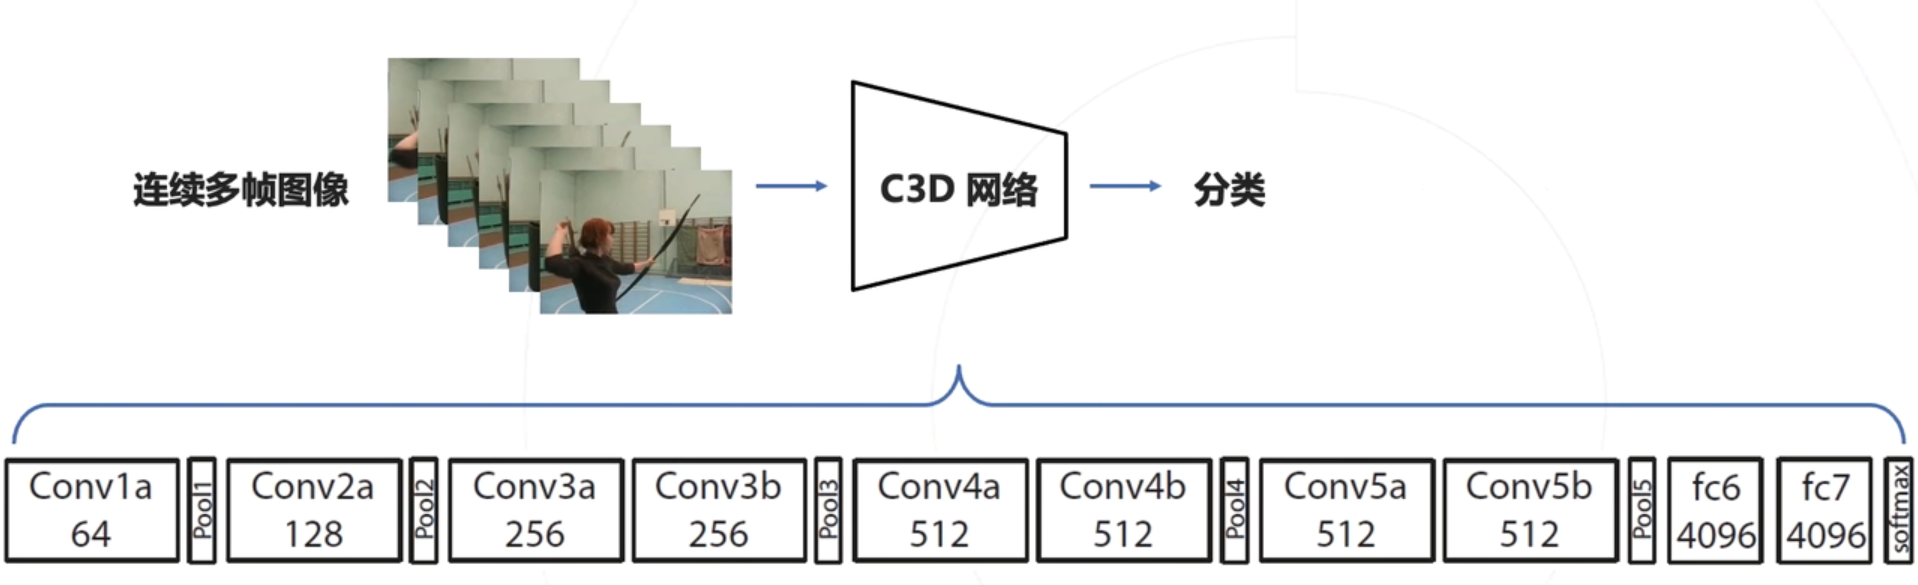 连续多帧图像
C3D 网络
分类
Conv1a
64
Pool1
Conv2a
128
Pool2
Conv3a
256
Conv3b
256
Pool3
Conv4a
512
Conv4b
512
Pool4
Conv5a
512
Conv5b
512
Pool5
fc6
4096
fc7
4096
softmax